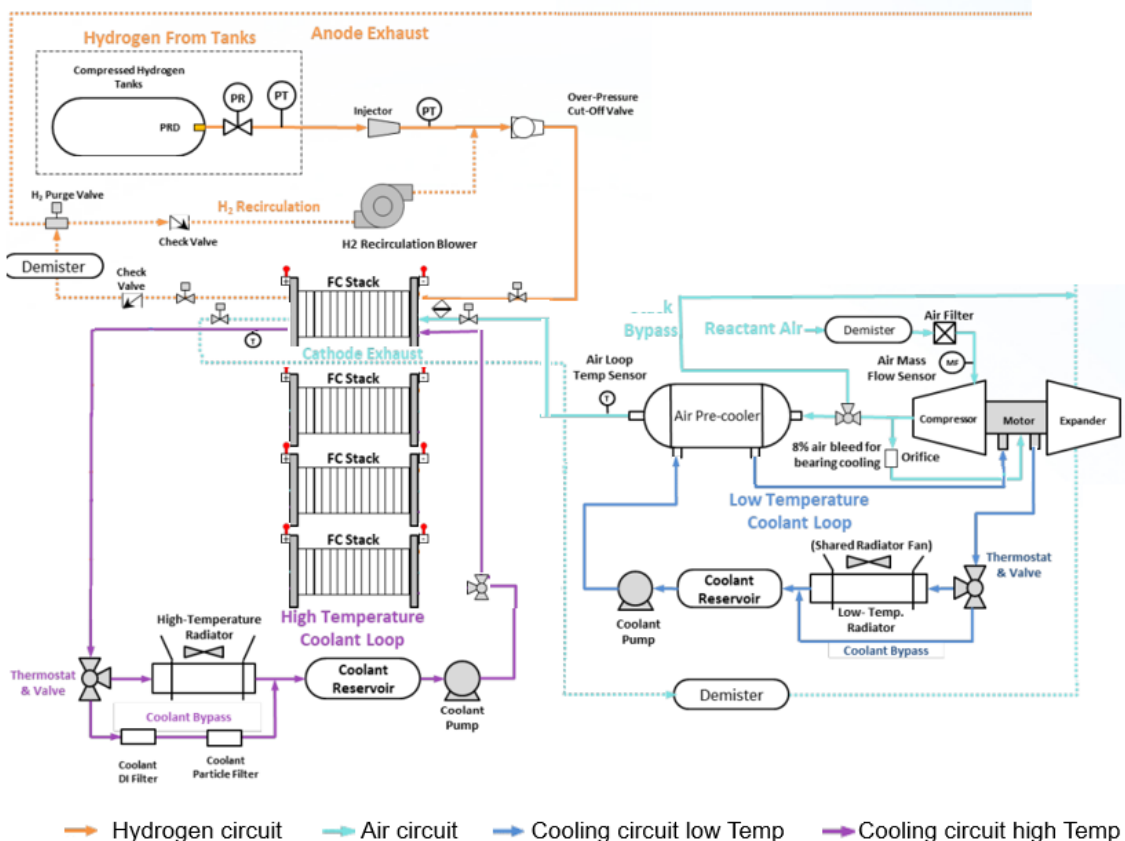 Hydrogen From Tanks
Anode Exhaust
Compressed Hydrogen
Tanks
PRD
PR
PT
Injector
PT
Over-Pressure
Cut-Off Valve
H₂ Purge Valve
H₂ Recirculation
Check Valve
H2 Recirculation Blower
Demister
Check
Valve
FC Stack
T
Cathode Exhaust
FC Stack
FC Stack
FC Stack
Bypass
Reactant Air
Demister
Air Filter
Air Mass
Flow Sensor
MF
Air Loop
Temp Sensor
T
Air Pre-cooler
Compressor
Motor
Expander
8% air bleed for
bearing cooling
Orifice
Low Temperature
Coolant Loop
(Shared Radiator Fan)
Thermostat
& Valve
Coolant
Reservoir
Coolant
Pump
Low- Temp.
Radiator
Coolant Bypass
Demister
High Temperature
Coolant Loop
High-Temperature
Radiator
Thermostat
& Valve
Coolant
Reservoir
Coolant
Pump
Coolant Bypass
Coolant
DI Filter
Coolant
Particle Filter
Hydrogen circuit
Air circuit
Cooling circuit low Temp
Cooling circuit high Temp